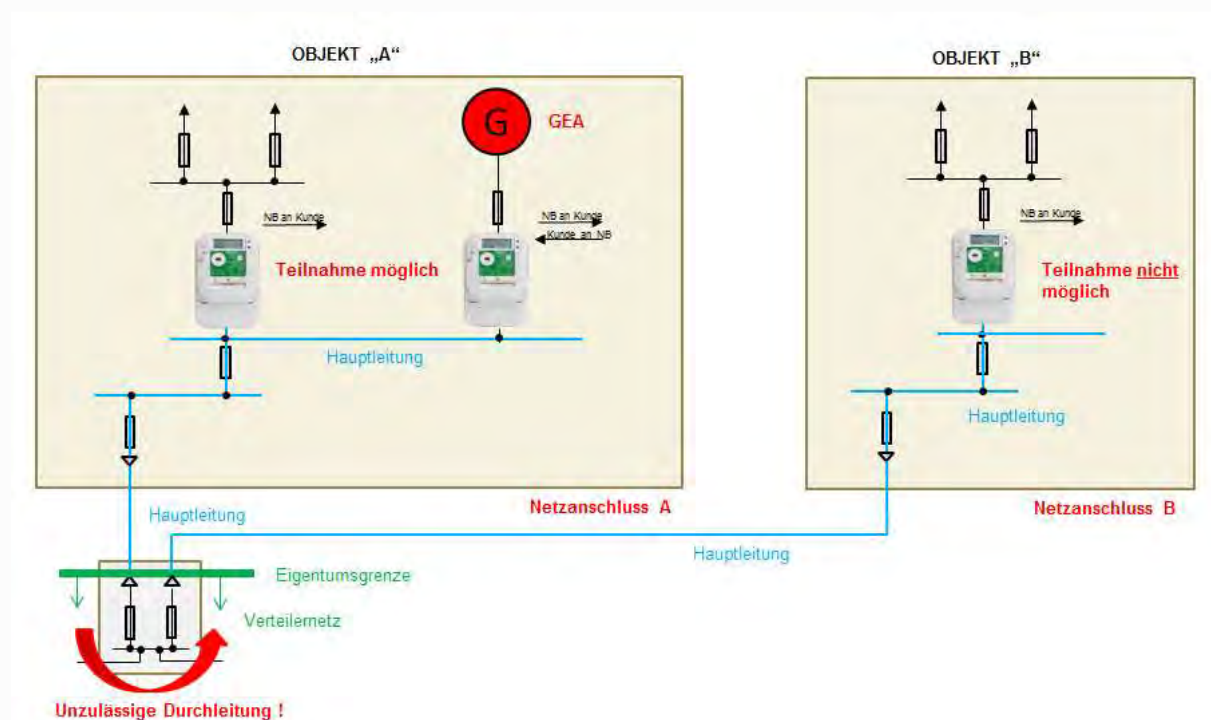 OBJEKT „A“
OBJEKT „B“
G
GEA
NB an Kunde
NB an Kunde
Kunde an NB
NB an Kunde
Teilnahme möglich
Teilnahme nicht
möglich
Hauptleitung
Hauptleitung
Netzanschluss A
Netzanschluss B
Hauptleitung
Hauptleitung
Eigentumsgrenze
Verteilernetz
Unzulässige Durchleitung !